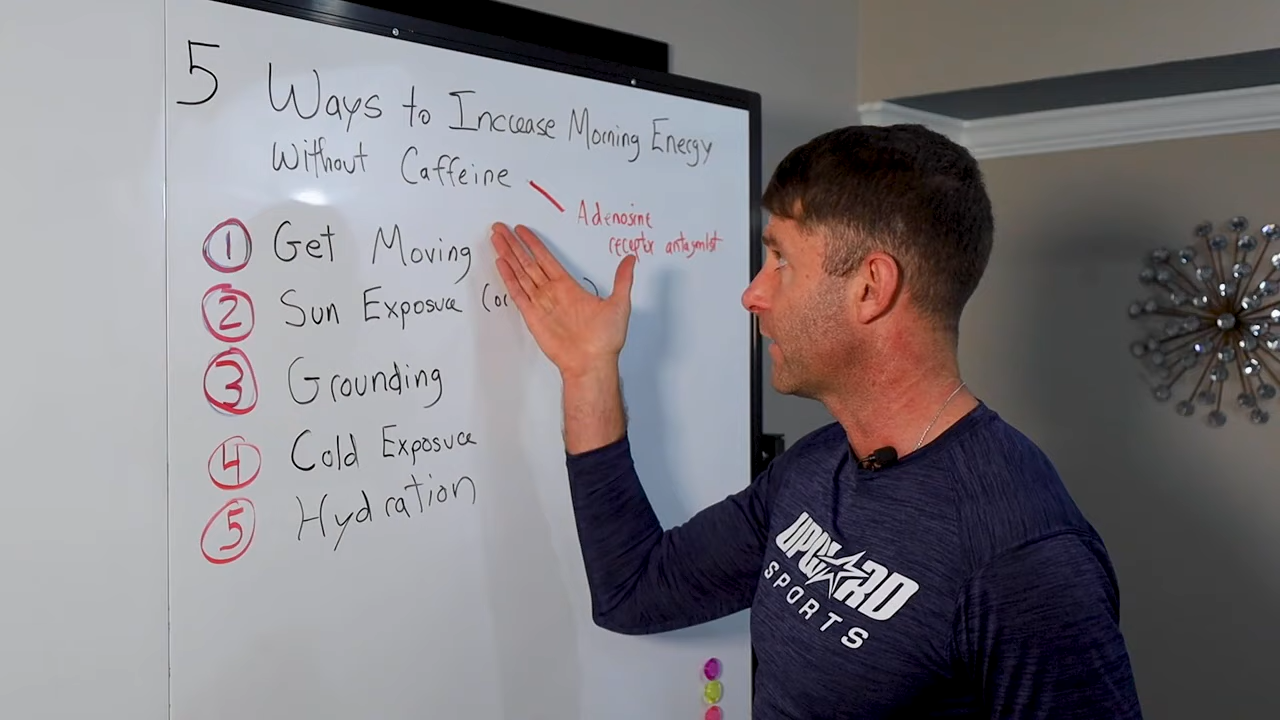 5 Ways to Increase Morning Energy
Without Caffeine
Adenosine
receptor antagonist
1 Get Moving
2 Sun Exposure (or
3 Grounding
4 Cold Exposure
5 Hydration
UPWARD
SPORTS